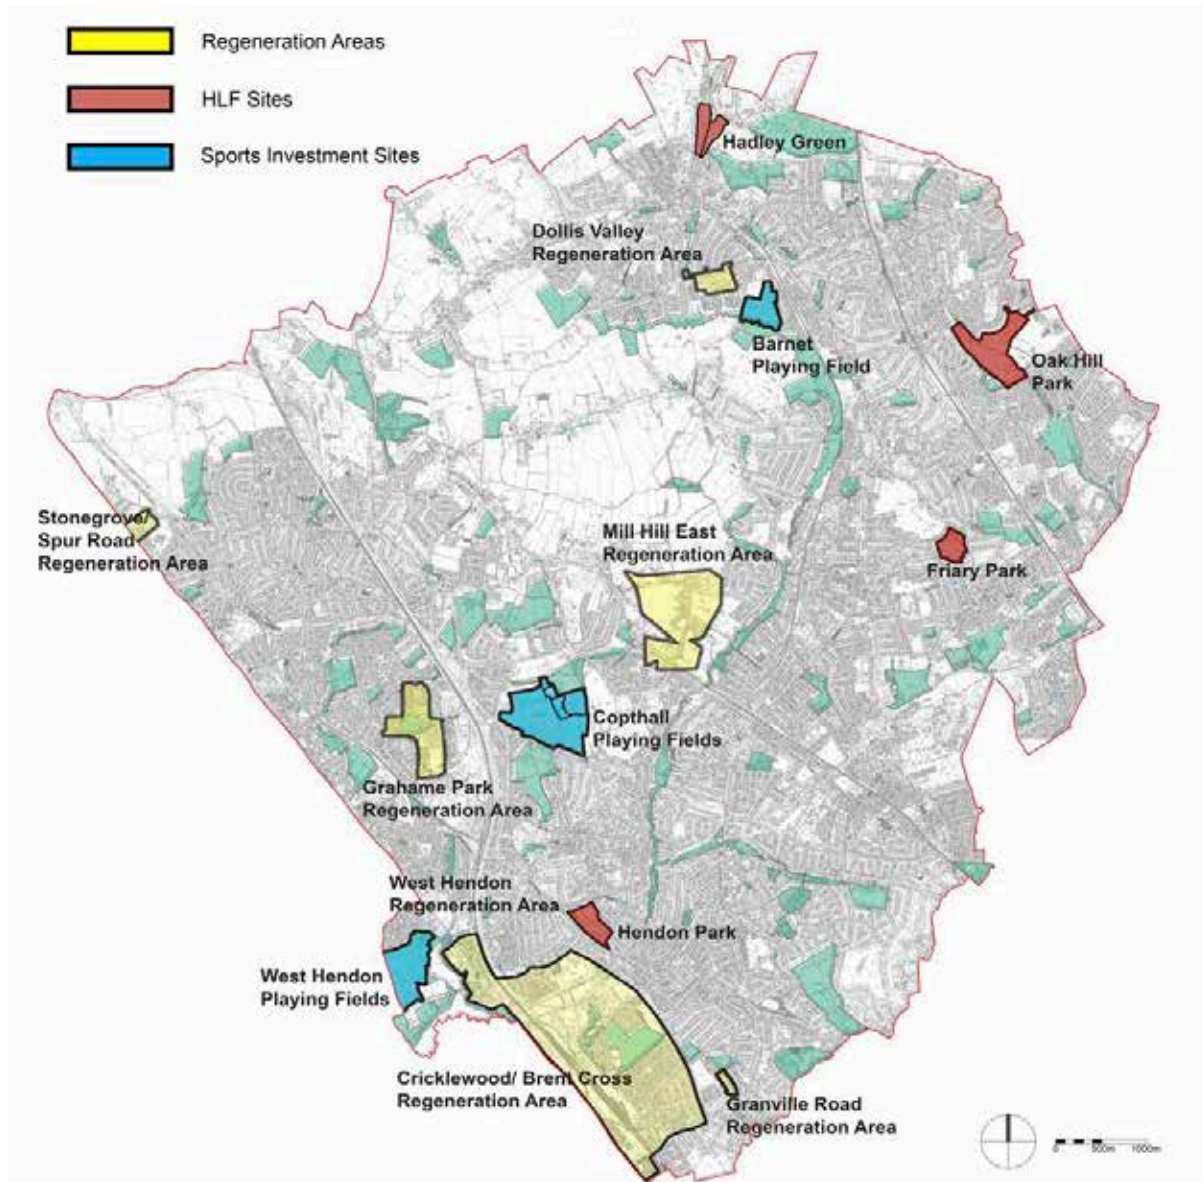 Regeneration Areas
HLF Sites
Sports Investment Sites
Hadley Green
Dollis Valley
Regeneration Area
Barnet
Playing Field
Oak Hill
Park
Stonegrove/
Spur Road
Regeneration Area
Mill Hill East
Regeneration Area
Friary Park
Copthall
Playing Fields
Grahame Park
Regeneration Area
West Hendon
Regeneration Area
Hendon Park
West Hendon
Playing Fields
Cricklewood/ Brent Cross
Regeneration Area
Granville Road
Regeneration Area
0 500m 1000m